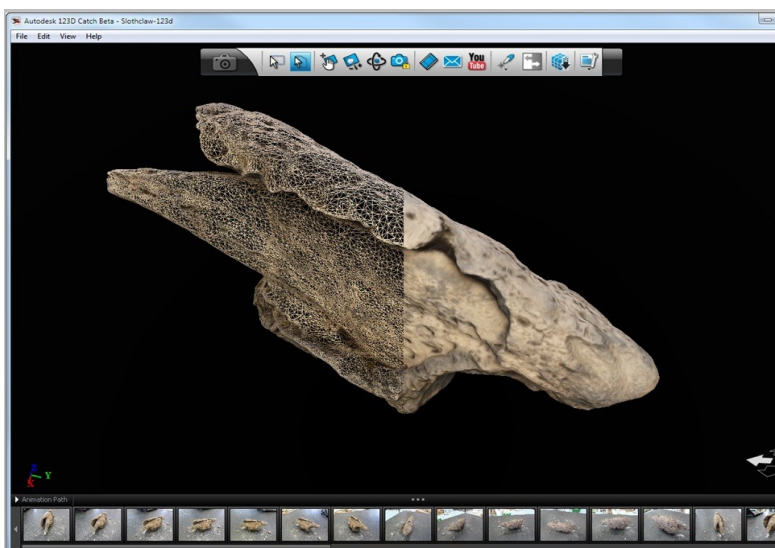 Autodesk 123D Catch Beta - Slothclaw-123d
File Edit View Help
You
Tube
Z
Y
X
Animation Path